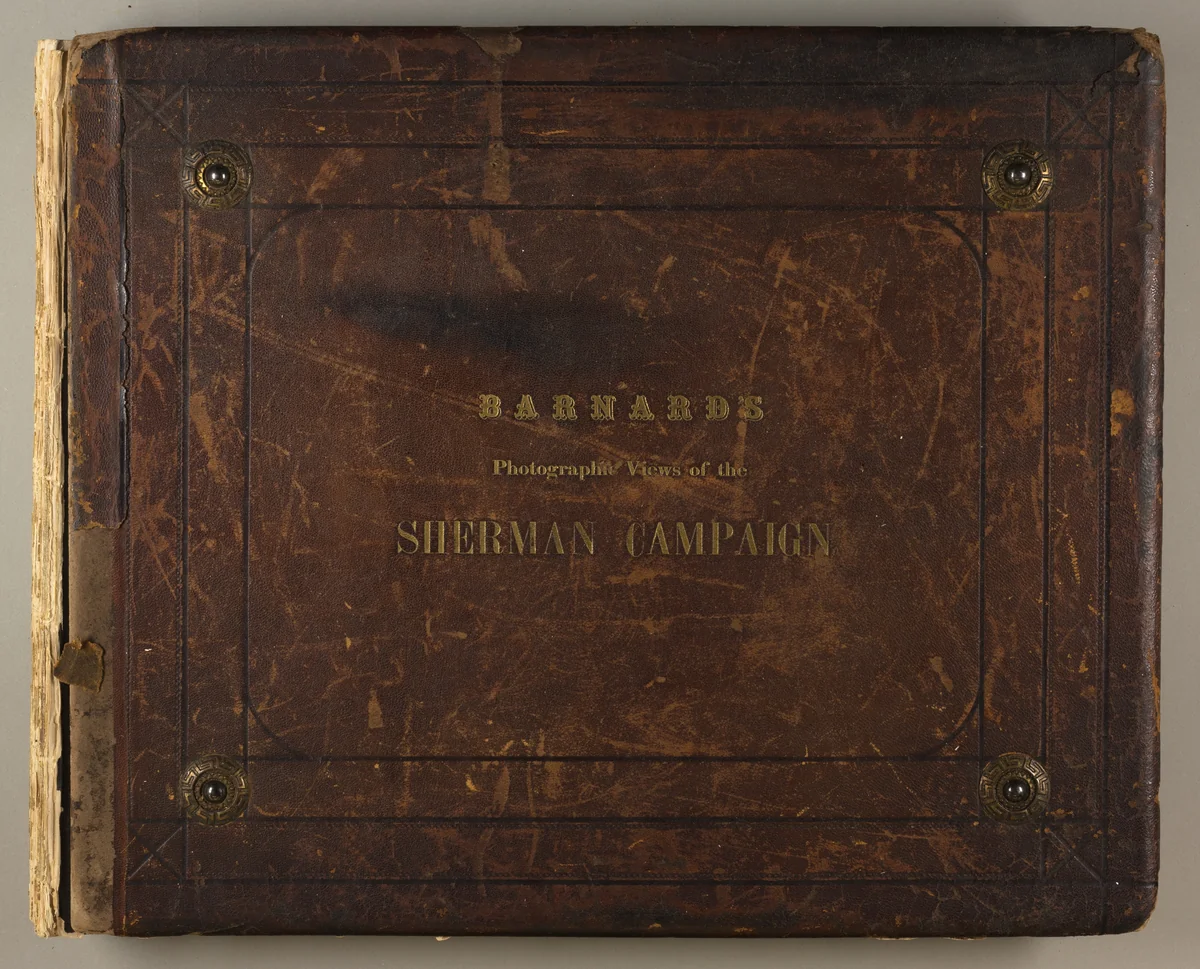 BARNARD'S
Photographic Views of the
SHERMAN CAMPAIGN